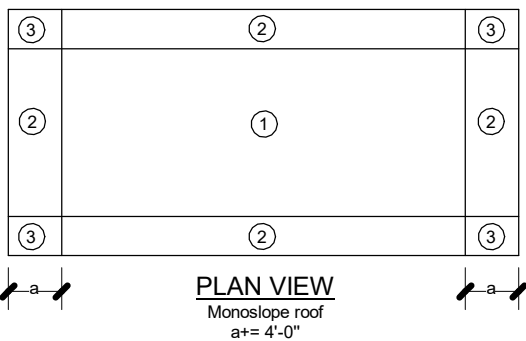 3 2 3
2 1 2
3 2 3
a a
PLAN VIEW
Monoslope roof
a+= 4'-0"